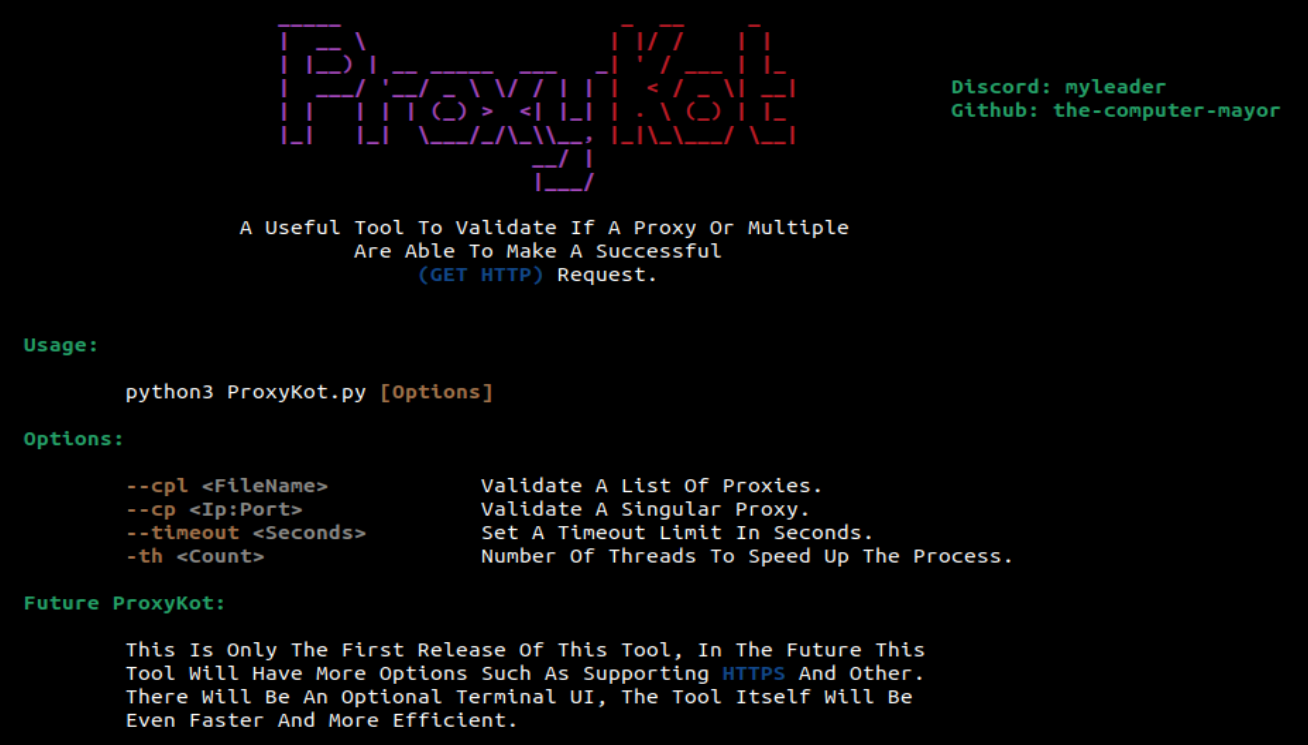 ProxyKot
Discord: myleader
Github: the-computer-mayor
A Useful Tool To Validate If A Proxy Or Multiple
Are Able To Make A Successful
(GET HTTP) Request.
Usage:
python3 ProxyKot.py [Options]
Options:
--cpl <FileName> Validate A List Of Proxies.
--cp <Ip:Port> Validate A Singular Proxy.
--timeout <Seconds> Set A Timeout Limit In Seconds.
-th <Count> Number Of Threads To Speed Up The Process.
Future ProxyKot:
This Is Only The First Release Of This Tool, In The Future This
Tool Will Have More Options Such As Supporting HTTPS And Other.
There Will Be An Optional Terminal UI, The Tool Itself Will Be
Even Faster And More Efficient.